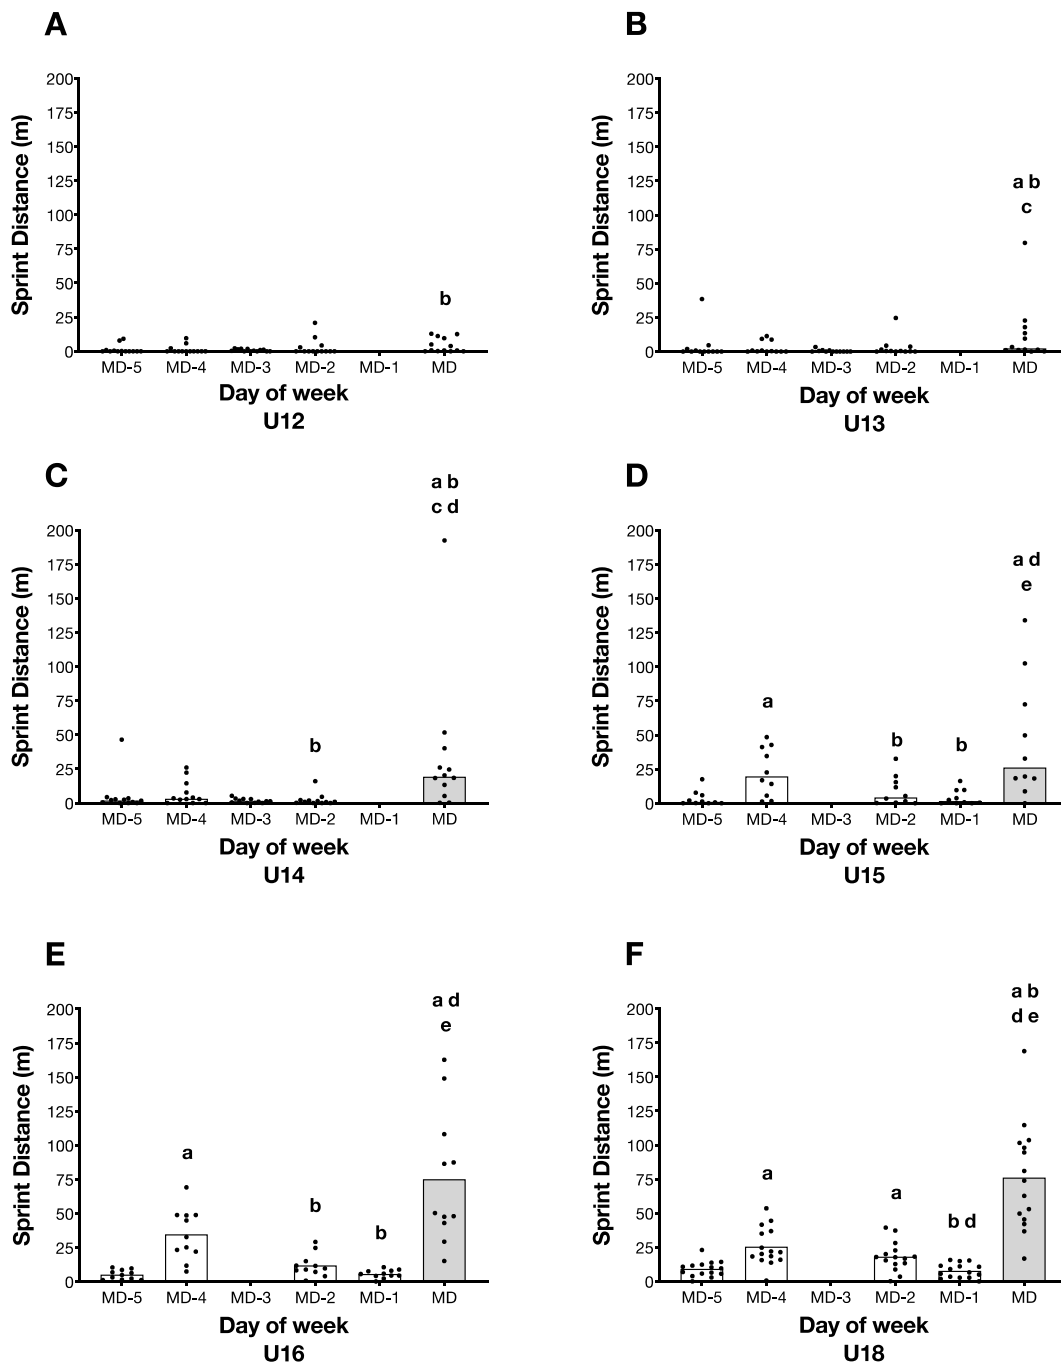 A
200
175
150
125
100
75
50
25
0
Sprint Distance (m)
b
MD-5 MD-4 MD-3 MD-2 MD-1 MD
Day of week
U12
B
200
175
150
125
100
75
50
25
0
Sprint Distance (m)
a b
c
MD-5 MD-4 MD-3 MD-2 MD-1 MD
Day of week
U13
C
200
175
150
125
100
75
50
25
0
Sprint Distance (m)
b
a b
c d
MD-5 MD-4 MD-3 MD-2 MD-1 MD
Day of week
U14
D
200
175
150
125
100
75
50
25
0
Sprint Distance (m)
a
b
b
a d
e
MD-5 MD-4 MD-3 MD-2 MD-1 MD
Day of week
U15
E
200
175
150
125
100
75
50
25
0
Sprint Distance (m)
a
b
b
a d
e
MD-5 MD-4 MD-3 MD-2 MD-1 MD
Day of week
U16
F
200
175
150
125
100
75
50
25
0
Sprint Distance (m)
a
a
b d
a b
d e
MD-5 MD-4 MD-3 MD-2 MD-1 MD
Day of week
U18